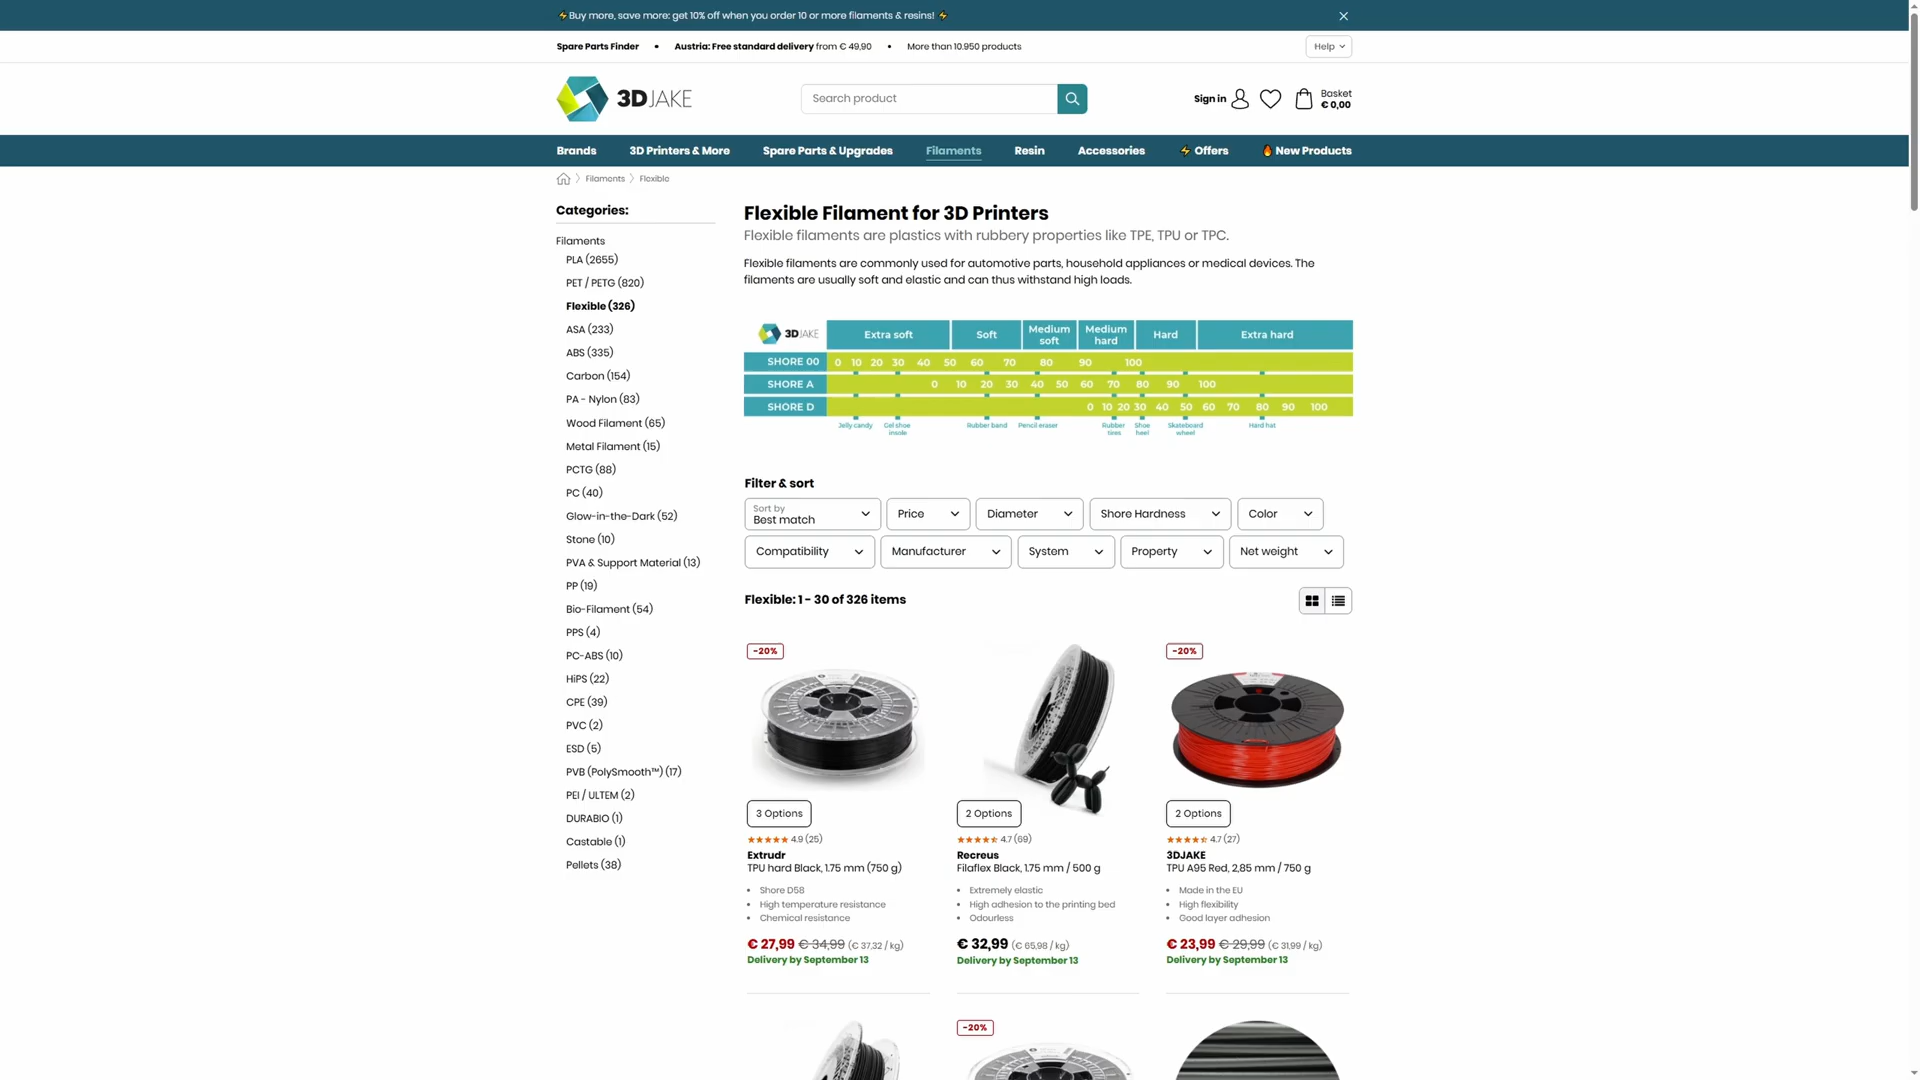 ⚡Buy more, save more: get 10% off when you order 10 or more filaments & resins! ⚡
Spare Parts Finder • Austria: Free standard delivery from € 49,90 • More than 10.950 products
Help
3DJAKE
Search product
Sign in
Basket
€ 0,00
Brands
3D Printers & More
Spare Parts & Upgrades
Filaments
Resin
Accessories
⚡ Offers
🔥 New Products
Filaments
Flexible
Categories:
Filaments
PLA (2655)
PET / PETG (820)
Flexible (326)
ASA (233)
ABS (335)
Carbon (154)
PA - Nylon (83)
Wood Filament (65)
Metal Filament (15)
PCTG (88)
PC (40)
Glow-in-the-Dark (52)
Stone (10)
PVA & Support Material (13)
PP (19)
Bio-Filament (54)
PPS (4)
PC-ABS (10)
HiPS (22)
CPE (39)
PVC (2)
ESD (5)
PVB (PolySmooth™) (17)
PEI / ULTEM (2)
DURABIO (1)
Castable (1)
Pellets (38)
Flexible Filament for 3D Printers
Flexible filaments are plastics with rubbery properties like TPE, TPU or TPC.
Flexible filaments are commonly used for automotive parts, household appliances or medical devices. The
filaments are usually soft and elastic and can thus withstand high loads.
3DJAKE
Extra soft
Soft
Medium soft
Medium hard
Hard
Extra hard
SHORE 00 0 10 20 30 40 50 60 70 80 90 100
SHORE A 0 10 20 30 40 50 60 70 80 90 100
SHORE D 0 10 20 30 40 50 60 70 80 90 100
Jelly candy
Gel shoe insole
Rubber band
Pencil eraser
Rubber tires
Shoe heel
Skateboard wheel
Hard hat
Filter & sort
Sort by
Best match
Price
Diameter
Shore Hardness
Color
Compatibility
Manufacturer
System
Property
Net weight
Flexible: 1 - 30 of 326 items
-20%
3 Options
4.9 (25)
Extrudr
TPU hard Black, 1.75 mm (750 g)
• Shore D58
• High temperature resistance
• Chemical resistance
€ 27,99 € 34,99 (€ 37,32 / kg)
Delivery by September 13
2 Options
4.7 (69)
Recreus
Filaflex Black, 1.75 mm / 500 g
• Extremely elastic
• High adhesion to the printing bed
• Odourless
€ 32,99 (€ 65,98 / kg)
Delivery by September 13
-20%
2 Options
4.7 (27)
3DJAKE
TPU A95 Red, 2,85 mm / 750 g
• Made in the EU
• High flexibility
• Good layer adhesion
€ 23,99 € 29,99 (€ 31,99 / kg)
Delivery by September 13
-20%